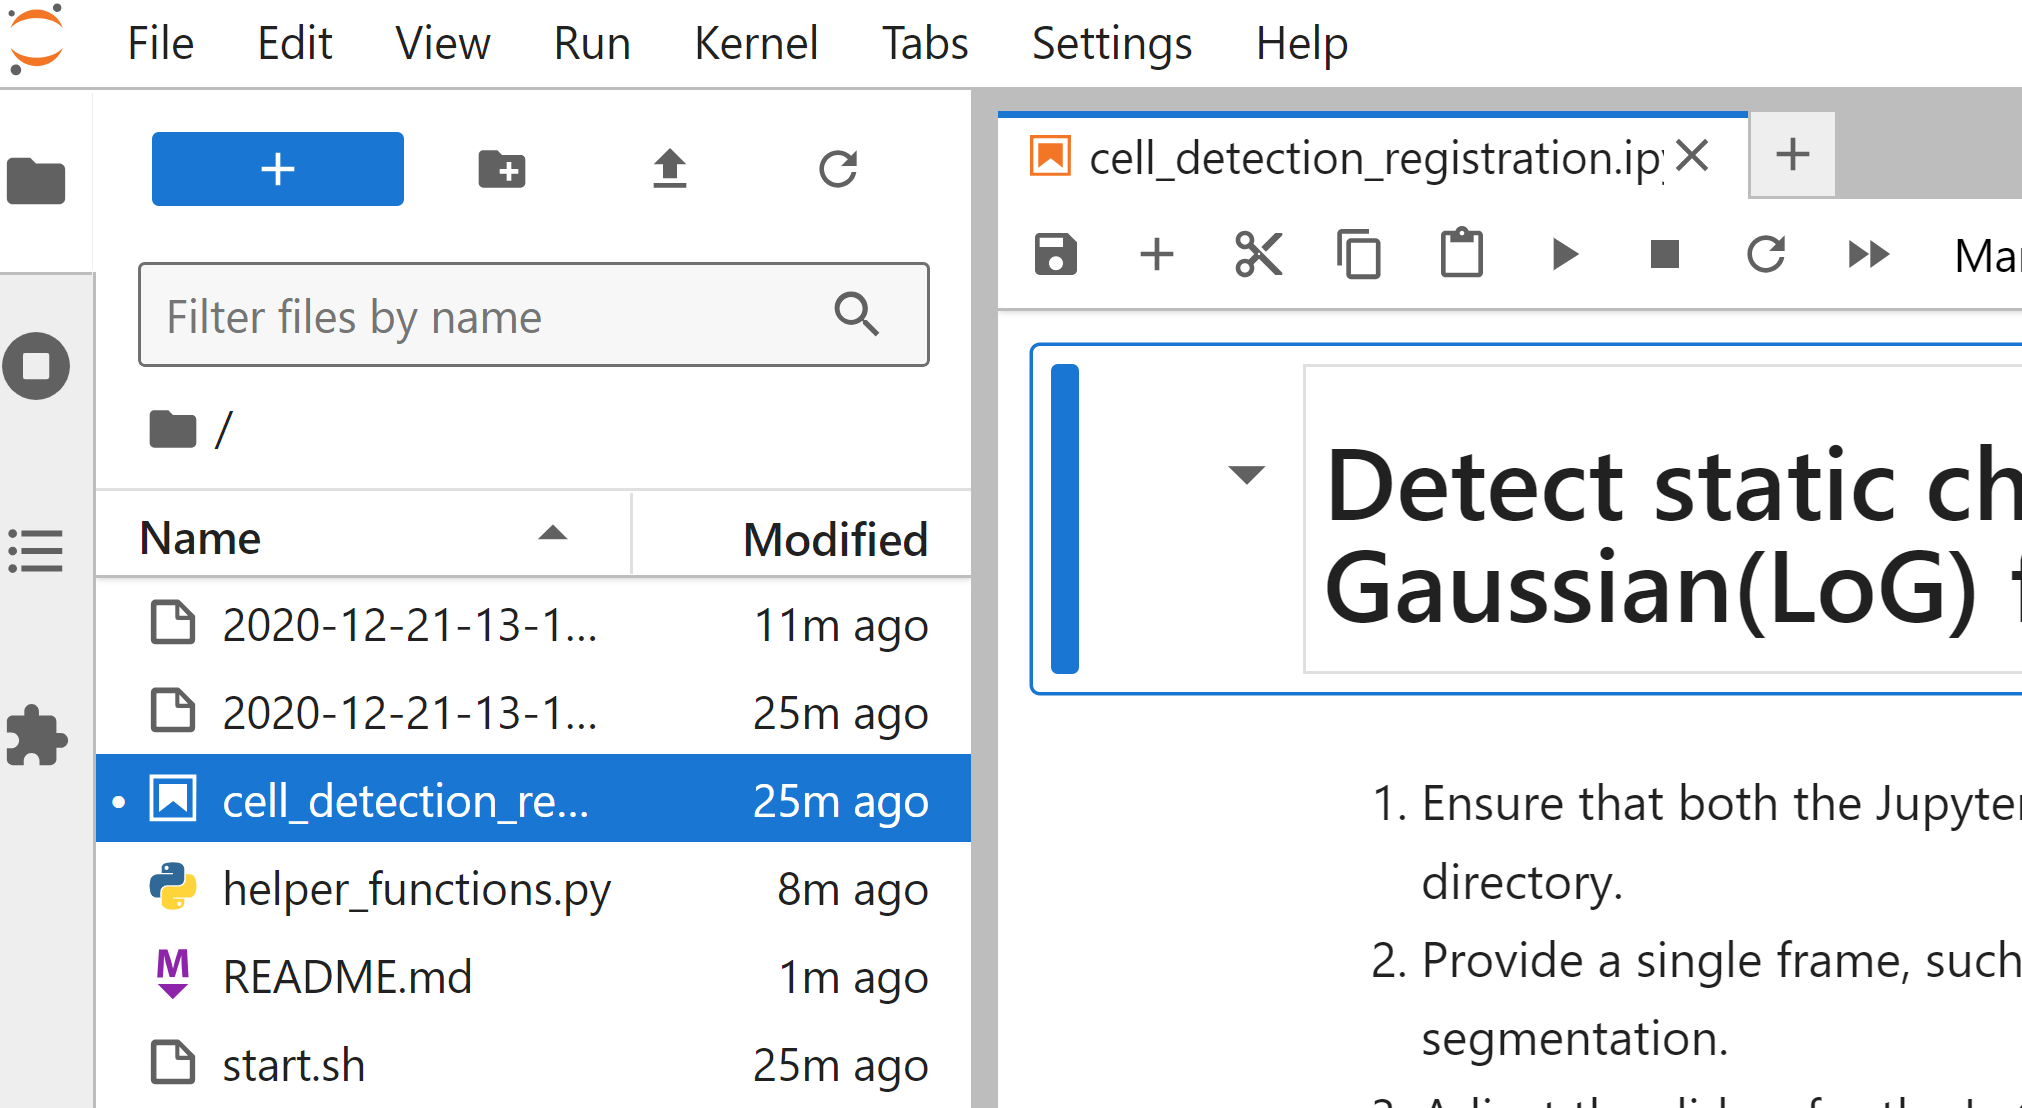 File Edit View Run Kernel Tabs Settings Help
Filter files by name
/
Name Modified
2020-12-21-13-1... 11m ago
2020-12-21-13-1... 25m ago
cell_detection_re... 25m ago
helper_functions.py 8m ago
README.md 1m ago
start.sh 25m ago
cell_detection_registration.ip
Detect static ch
Gaussian(LoG) f
1. Ensure that both the Jupyter
directory.
2. Provide a single frame, such
segmentation.